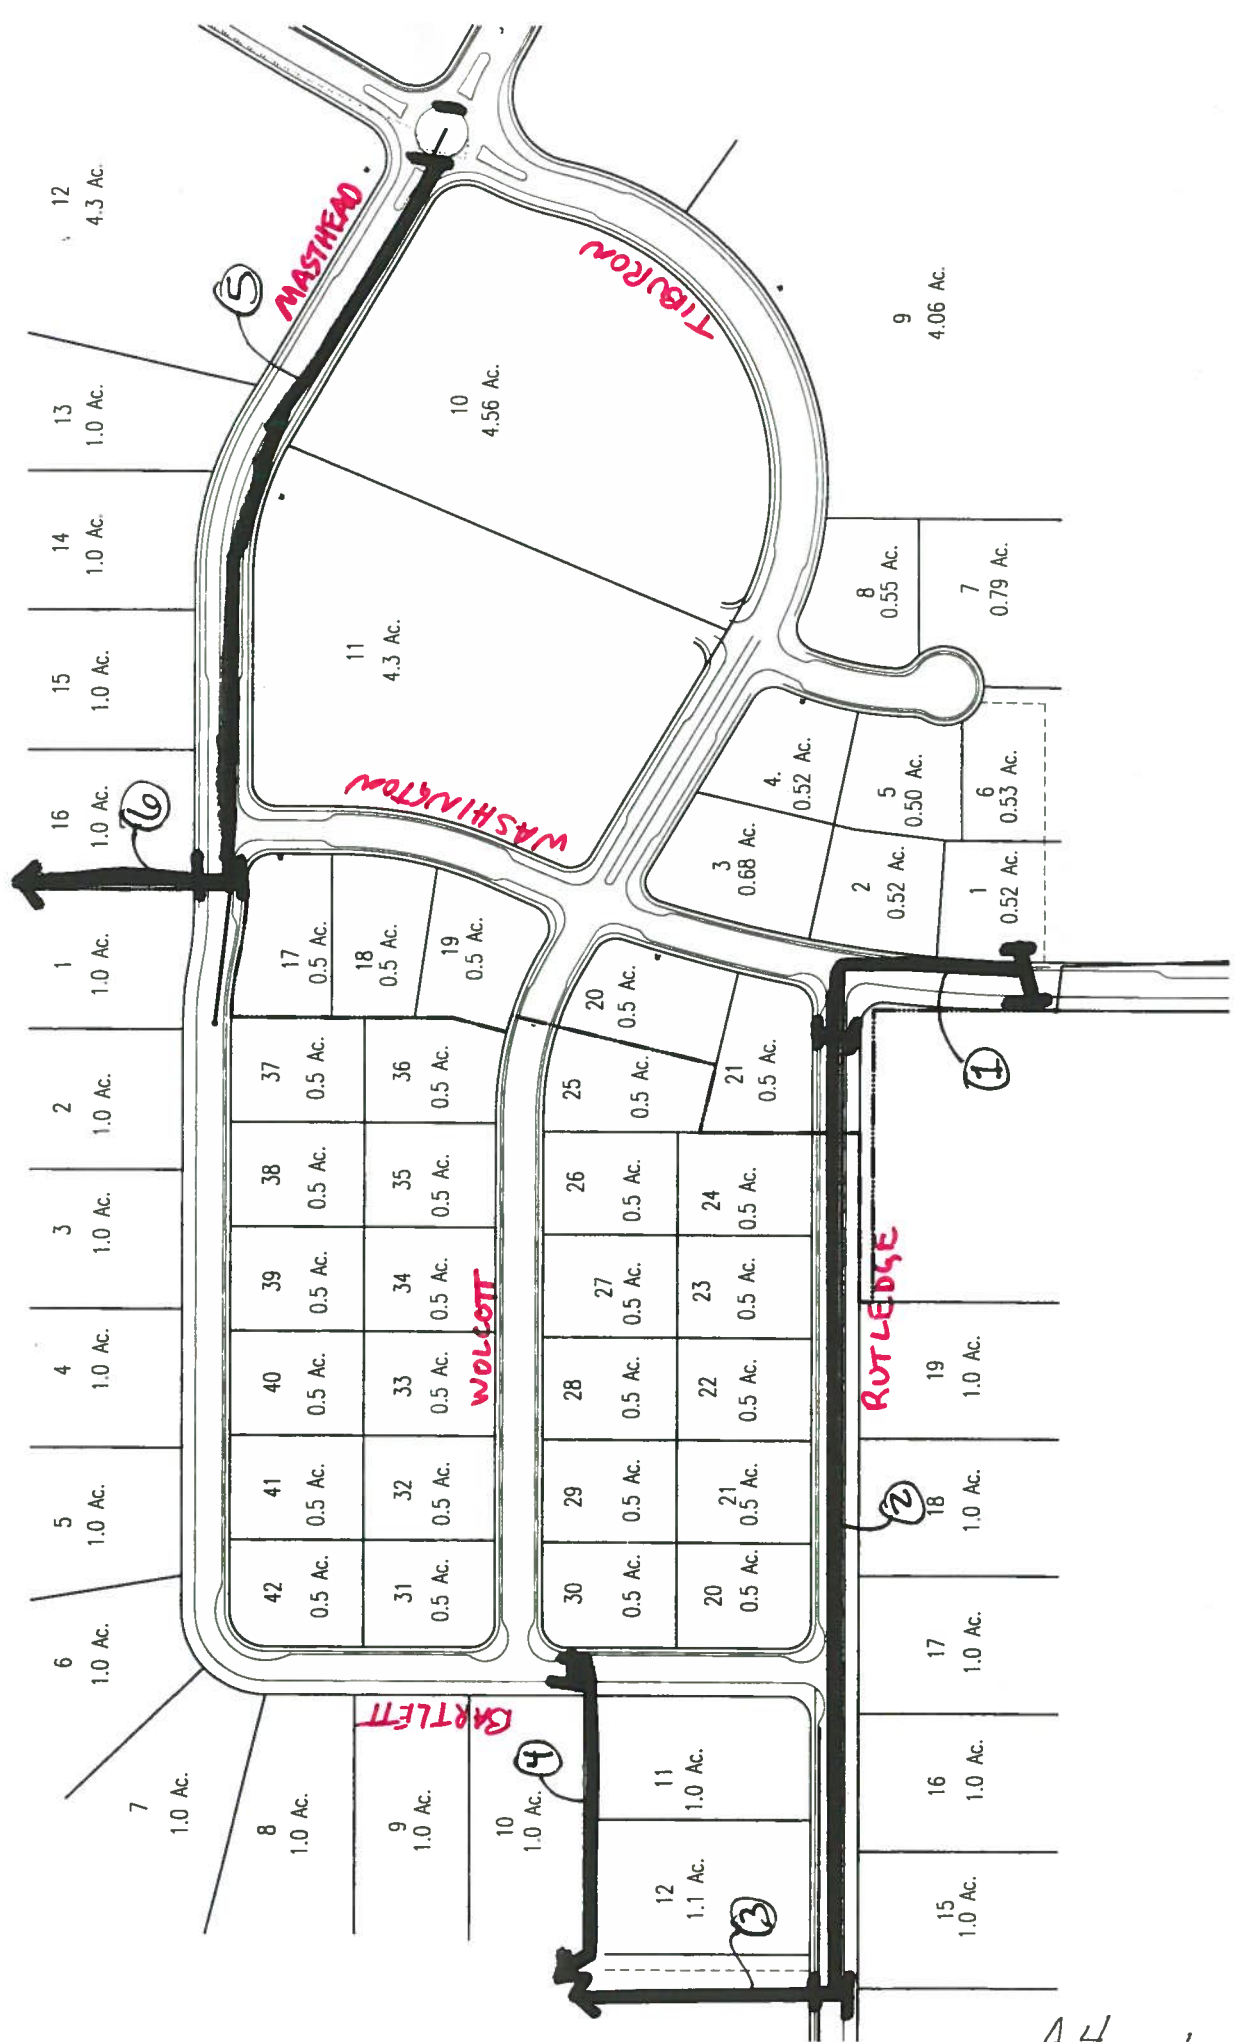 12
4.3 Ac.
13
1.0 Ac.
14
1.0 Ac.
15
1.0 Ac.
16
1.0 Ac.
1
1.0 Ac.
2
1.0 Ac.
3
1.0 Ac.
4
1.0 Ac.
5
1.0 Ac.
6
1.0 Ac.
7
1.0 Ac.
8
1.0 Ac.
9
1.0 Ac.
10
1.0 Ac.
11
1.0 Ac.
12
1.1 Ac.
MASTHEAD
5
TIBURON
10
4.56 Ac.
9
4.06 Ac.
11
4.3 Ac.
8
0.55 Ac.
7
0.79 Ac.
6
WASHINGTON
4.
0.52 Ac.
5
0.50 Ac.
6
0.53 Ac.
3
0.68 Ac.
2
0.52 Ac.
1
0.52 Ac.
17
0.5 Ac.
18
0.5 Ac.
19
0.5 Ac.
20
0.5 Ac.
21
0.5 Ac.
1
37
0.5 Ac.
36
0.5 Ac.
25
0.5 Ac.
38
0.5 Ac.
35
0.5 Ac.
26
0.5 Ac.
24
0.5 Ac.
39
0.5 Ac.
34
0.5 Ac.
27
0.5 Ac.
23
0.5 Ac.
WOLCOTT
RUTLEDGE
40
0.5 Ac.
33
0.5 Ac.
28
0.5 Ac.
22
0.5 Ac.
19
1.0 Ac.
41
0.5 Ac.
32
0.5 Ac.
29
0.5 Ac.
21
0.5 Ac.
2
18
1.0 Ac.
42
0.5 Ac.
31
0.5 Ac.
30
0.5 Ac.
20
0.5 Ac.
17
1.0 Ac.
BARTLETT
4
16
1.0 Ac.
3
15
1.0 Ac.